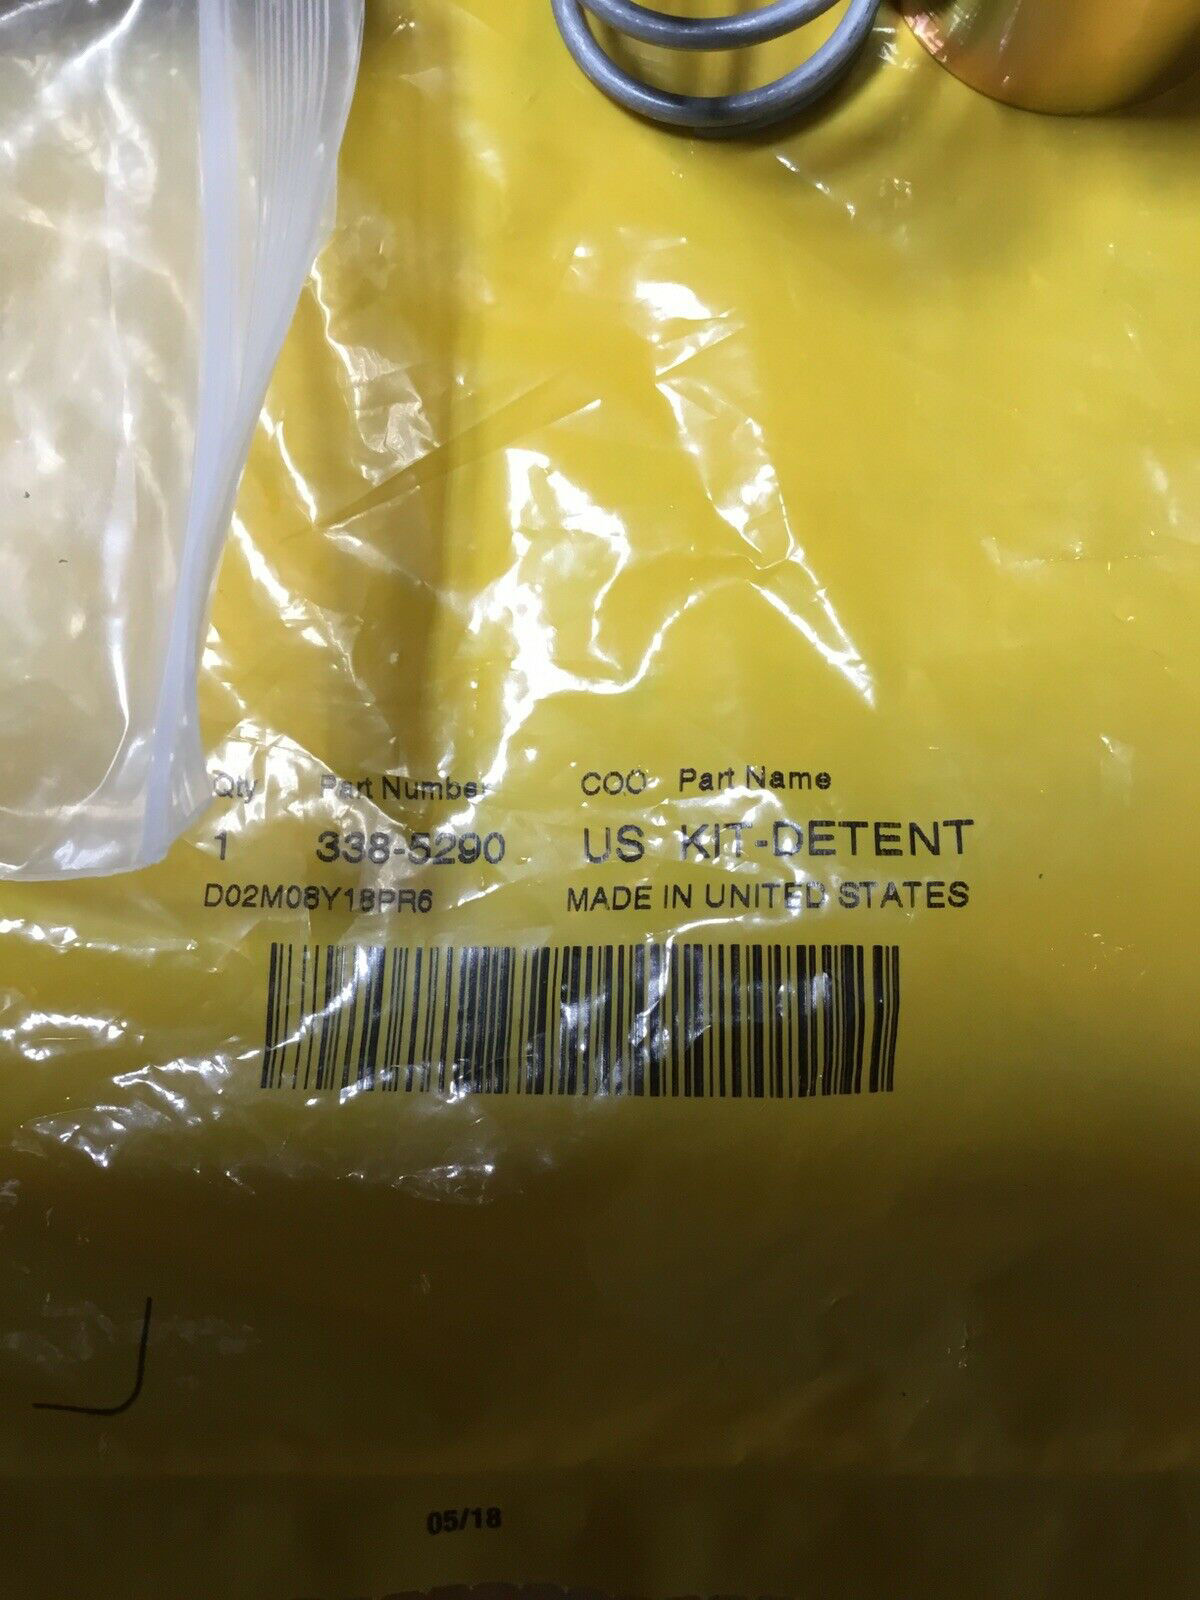 Qty Part Number COO Part Name
1 338-5290 US KIT-DETENT
D02M08Y18PR6 MADE IN UNITED STATES
05/18